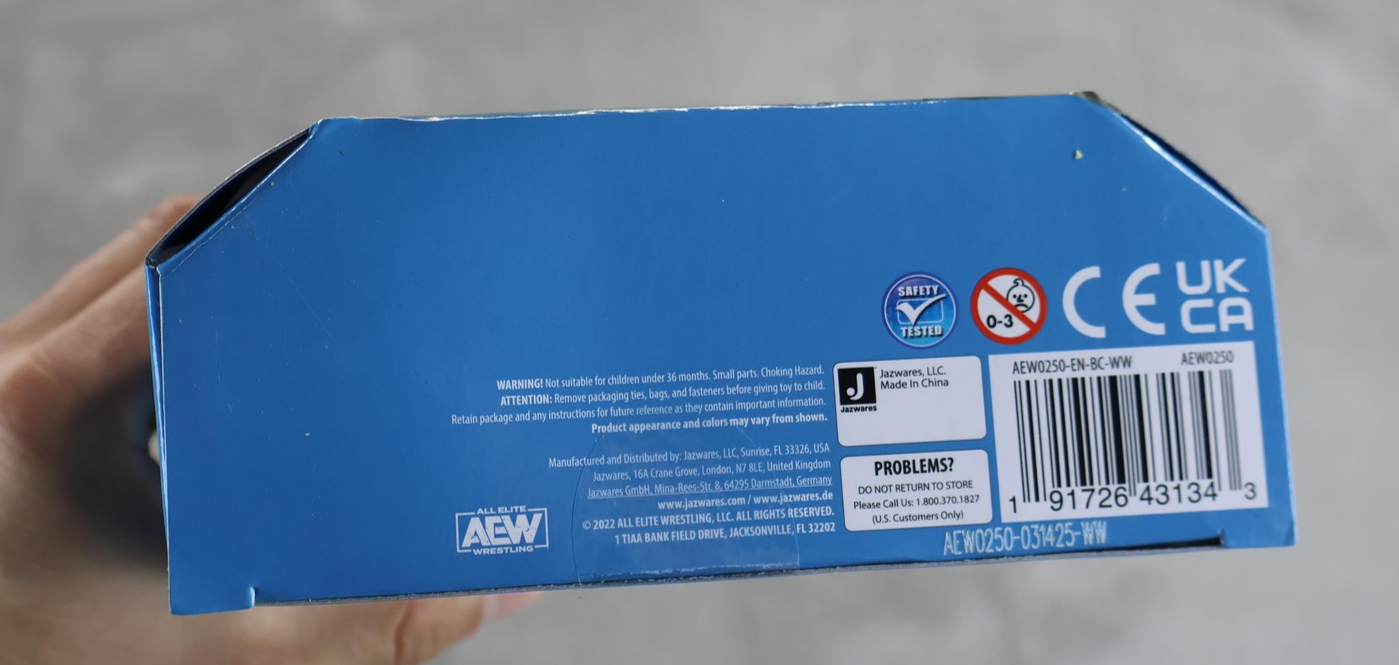 SAFETY
TESTED
0-3
CE
UK
CA
WARNING! Not suitable for children under 36 months. Small parts. Choking Hazard.
ATTENTION: Remove packaging ties, bags, and fasteners before giving toy to child.
Retain package and any instructions for future reference as they contain important information.
Product appearance and colors may vary from shown.
Manufactured and Distributed by: Jazwares, LLC, Sunrise, FL 33326, USA
Jazwares, 16A Crane Grove, London, N7 8LE, United Kingdom
Jazwares GmbH, Mina-Rees-Str. 8, 64295 Darmstadt, Germany
www.jazwares.com / www.jazwares.de
© 2022 ALL ELITE WRESTLING, LLC. ALL RIGHTS RESERVED.
1 TIAA BANK FIELD DRIVE, JACKSONVILLE, FL 32202
ALL ELITE
AEW
WRESTLING
J
Jazwares
Jazwares, LLC.
Made In China
PROBLEMS?
DO NOT RETURN TO STORE
Please Call Us: 1.800.370.1827
(U.S. Customers Only)
AEW0250-EN-BC-WW AEW0250
1 91726 43134 3
AEW0250-031425-WW